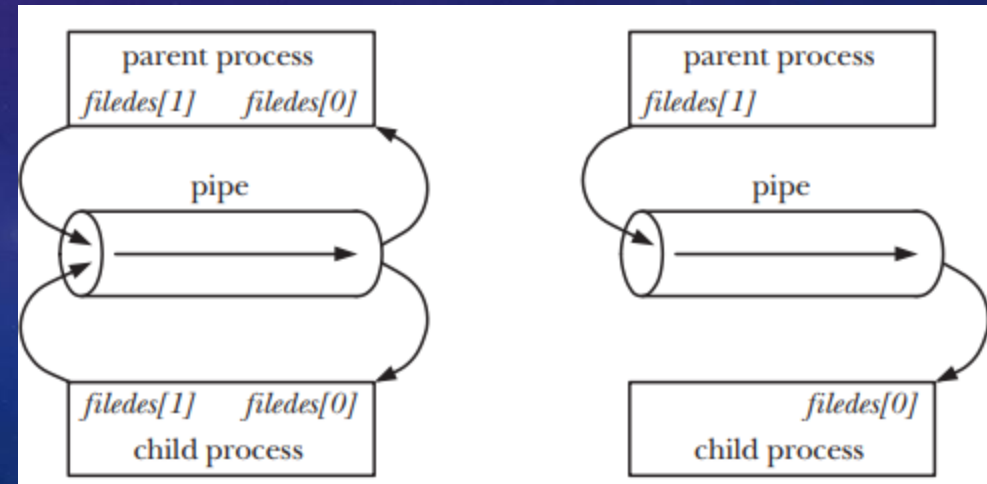 parent process
filedes[1] filedes[0]
pipe
filedes[1] filedes[0]
child process
parent process
filedes[1]
pipe
filedes[0]
child process